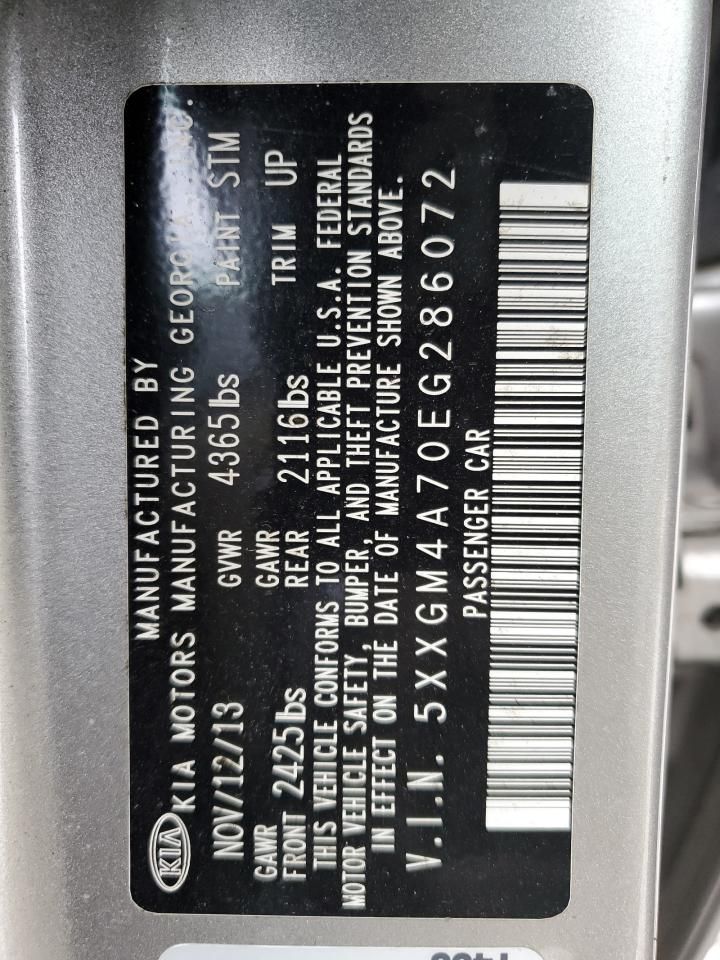 MANUFACTURED BY
KIA KIA MOTORS MANUFACTURING GEORGIA, INC.
NOV/12/13 GVWR 4365lbs PAINT STM
GAWR FRONT 2425lbs GAWR REAR 2116lbs TRIM UP
THIS VEHICLE CONFORMS TO ALL APPLICABLE U.S.A. FEDERAL
MOTOR VEHICLE SAFETY, BUMPER, AND THEFT PREVENTION STANDARDS
IN EFFECT ON THE DATE OF MANUFACTURE SHOWN ABOVE.
V.I.N. 5XXGM4A70EG286072
PASSENGER CAR